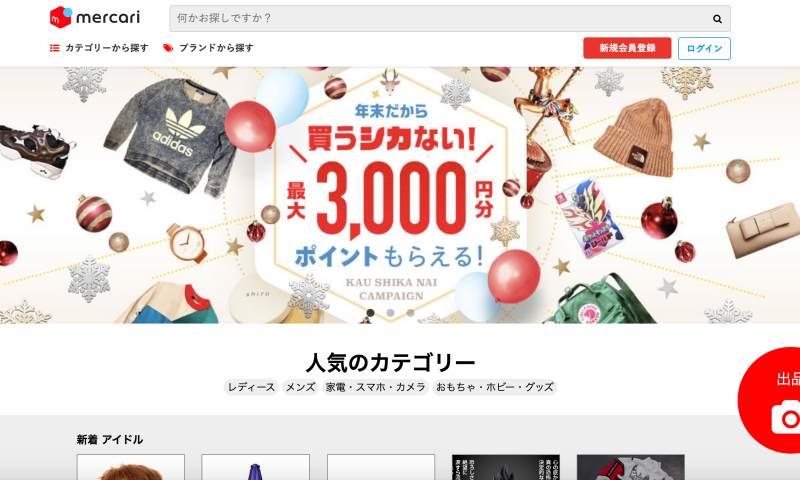 mercari
何かお探しですか?
カテゴリーから探す
ブランドから探す
新規会員登録
ログイン
年末だから
買うシカない!
最大
3,000
円分
ポイントもらえる!
KAU SHIKA NAI
CAMPAIGN
adidas
shiro
人気のカテゴリー
レディース
メンズ
家電・スマホ・カメラ
おもちゃ・ホビー・グッズ
出品
新着 アイドル